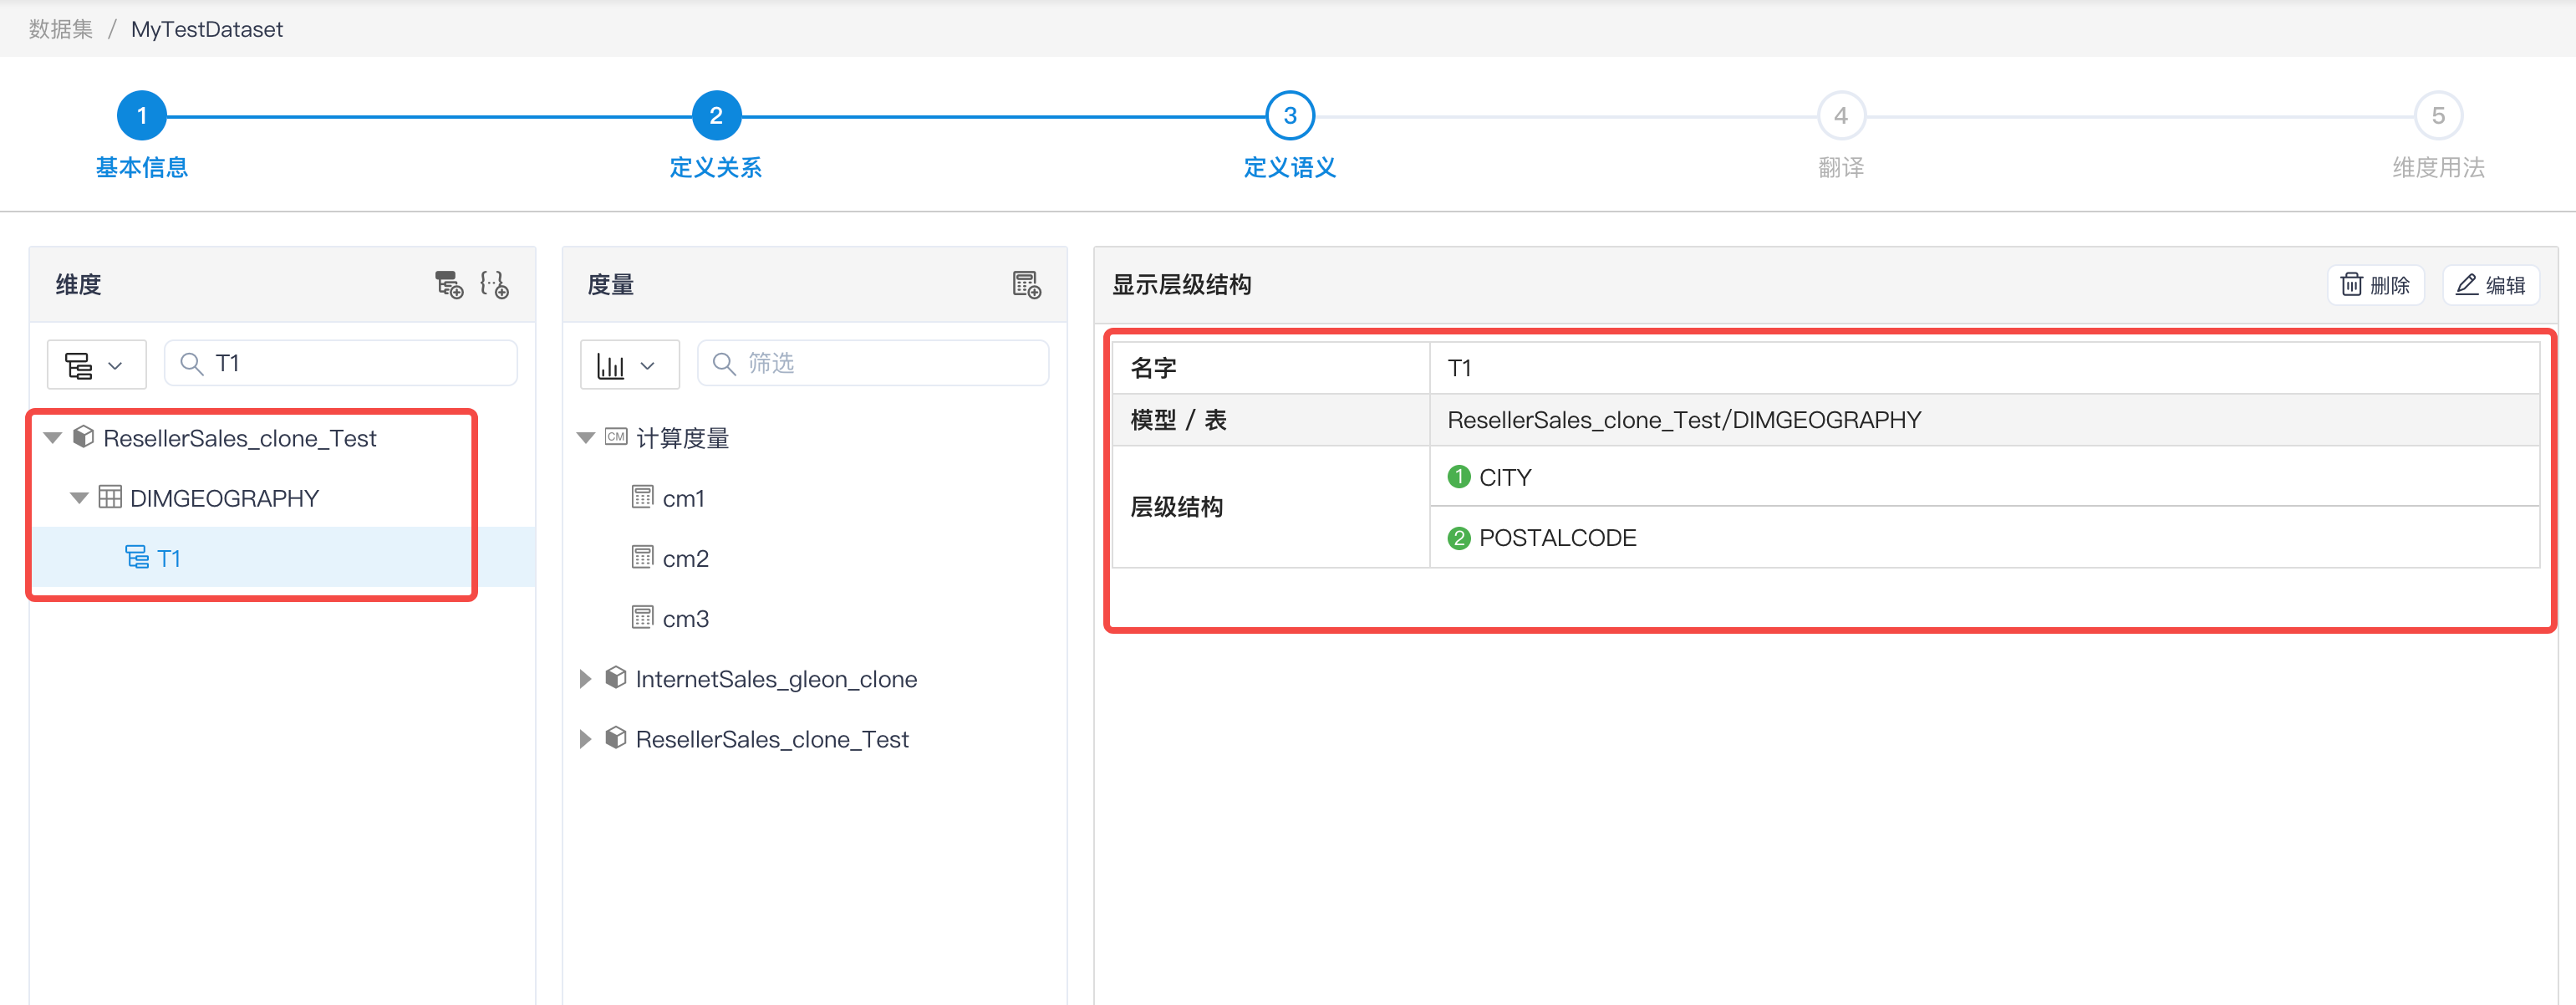 数据集 / MyTestDataset
1 2 3 4 5
基本信息 定义关系 定义语义 翻译 维度用法
维度
T1
ResellerSales_clone_Test
DIMGEOGRAPHY
T1
度量
筛选
CM 计算度量
cm1
cm2
cm3
InternetSales_gleon_clone
ResellerSales_clone_Test
显示层级结构 删除 编辑
名字 T1
模型 / 表 ResellerSales_clone_Test/DIMGEOGRAPHY
层级结构
1 CITY
2 POSTALCODE